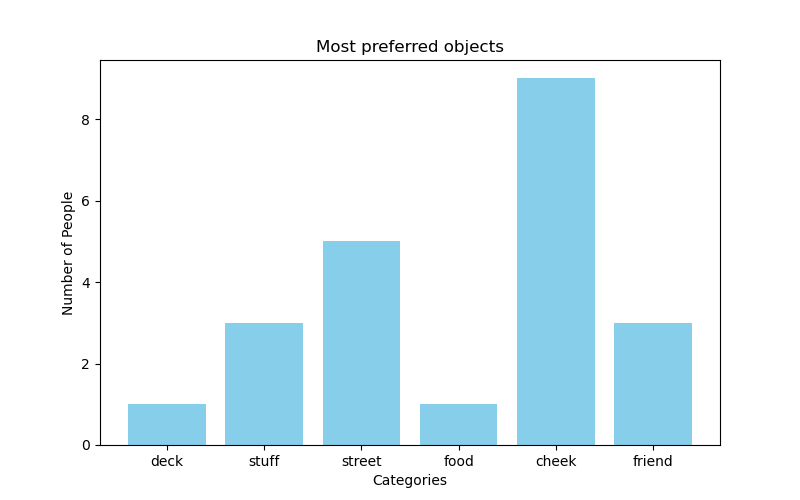 Most preferred objects
Number of People
8
6
4
2
0
deck stuff street food cheek friend
Categories